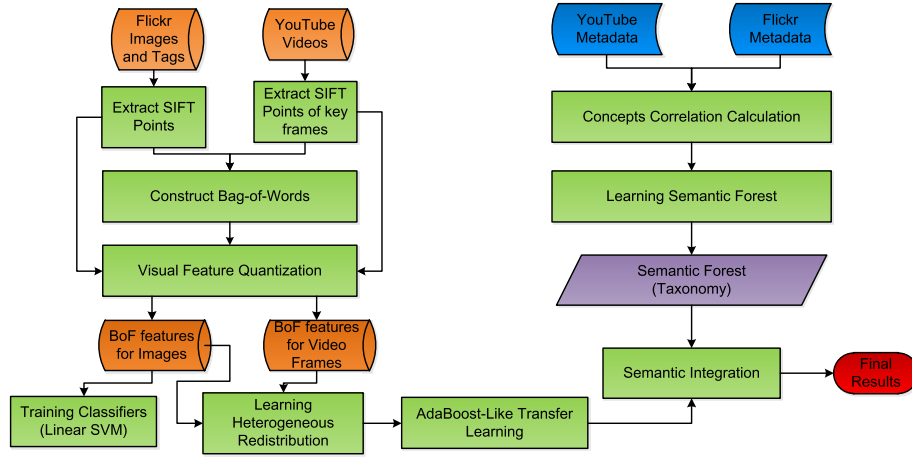 Flickr
Images
and Tags
YouTube
Videos
YouTube
Metadata
Flickr
Metadata
Extract SIFT
Points
Extract SIFT
Points of key
frames
Concepts Correlation Calculation
Construct Bag-of-Words
Learning Semantic Forest
Visual Feature Quantization
Semantic Forest
(Taxonomy)
BoF features
for Images
BoF features
for Video
Frames
Semantic Integration
Final
Results
Training Classifiers
(Linear SVM)
Learning
Heterogeneous
Redistribution
AdaBoost-Like Transfer
Learning